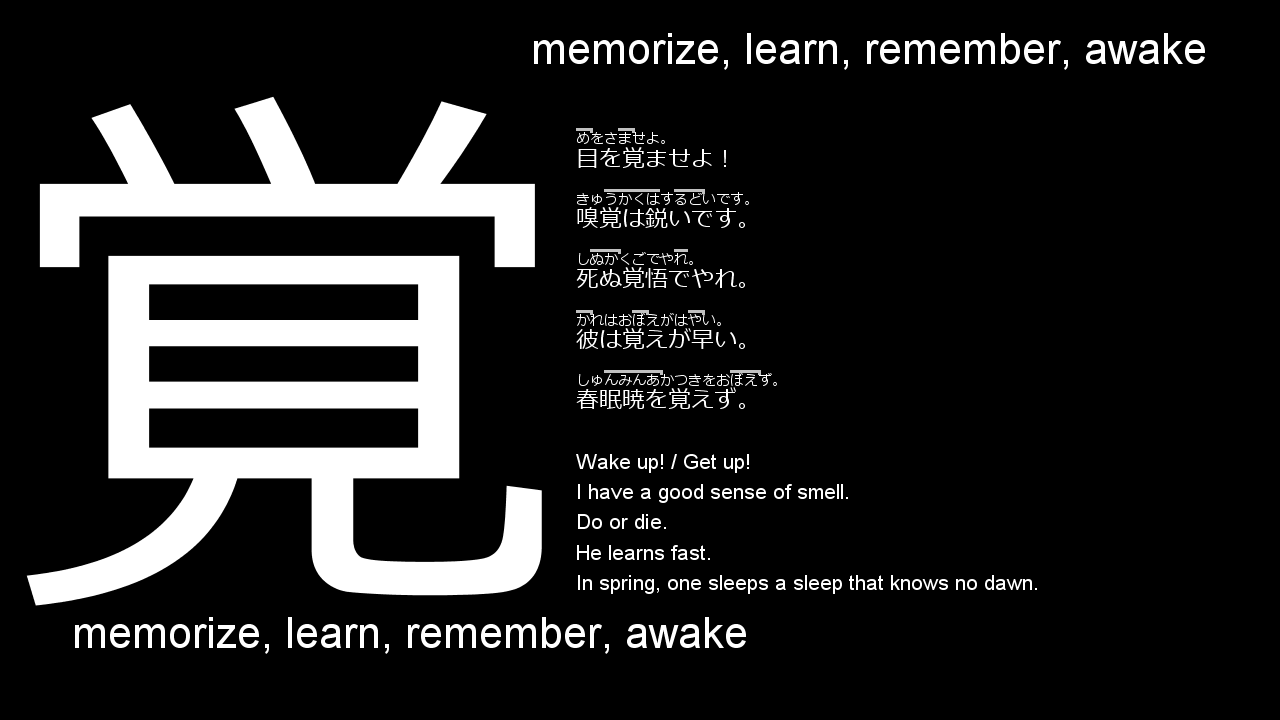 memorize, learn, remember, awake
覚
めをさませよ。
目を覚ませよ！
きゅうかくはするどいです。
嗅覚は鋭いです。
しぬかくごでやれ。
死ぬ覚悟でやれ。
かれはおぼえがはやい。
彼は覚えが早い。
しゅんみんあかつきをおぼえず。
春眠暁を覚えず。
Wake up! / Get up!
I have a good sense of smell.
Do or die.
He learns fast.
In spring, one sleeps a sleep that knows no dawn.
memorize, learn, remember, awake